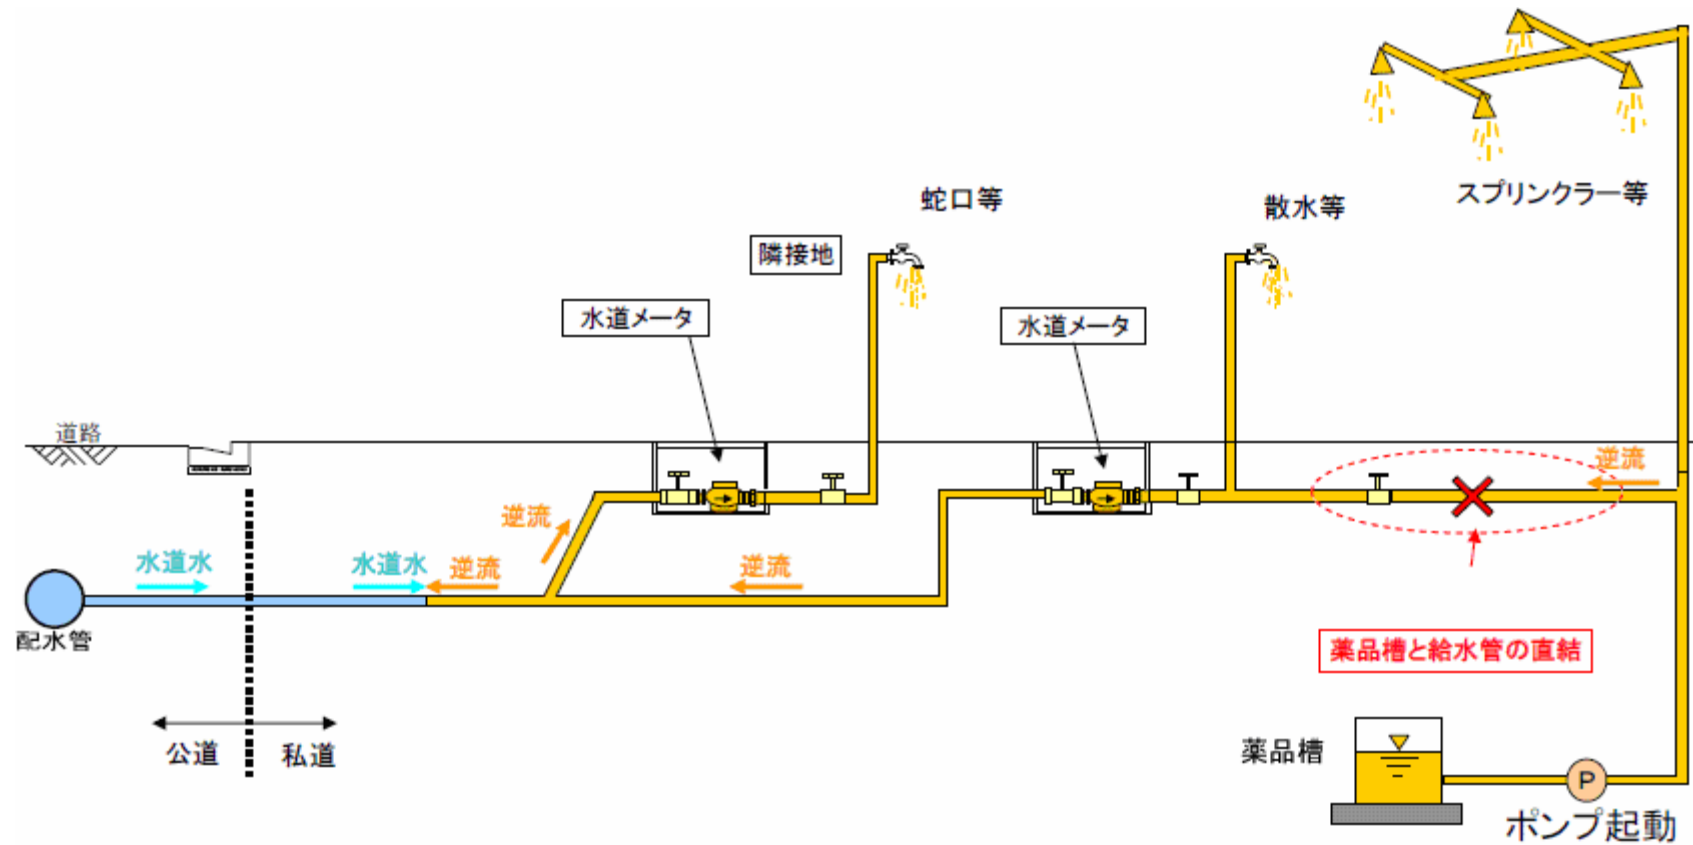 スプリンクラー等
蛇口等
散水等
隣接地
水道メータ
水道メータ
道路
逆流
逆流
水道水
水道水
逆流
逆流
配水管
薬品槽と給水管の直結
公道
私道
薬品槽
P
ポンプ起動